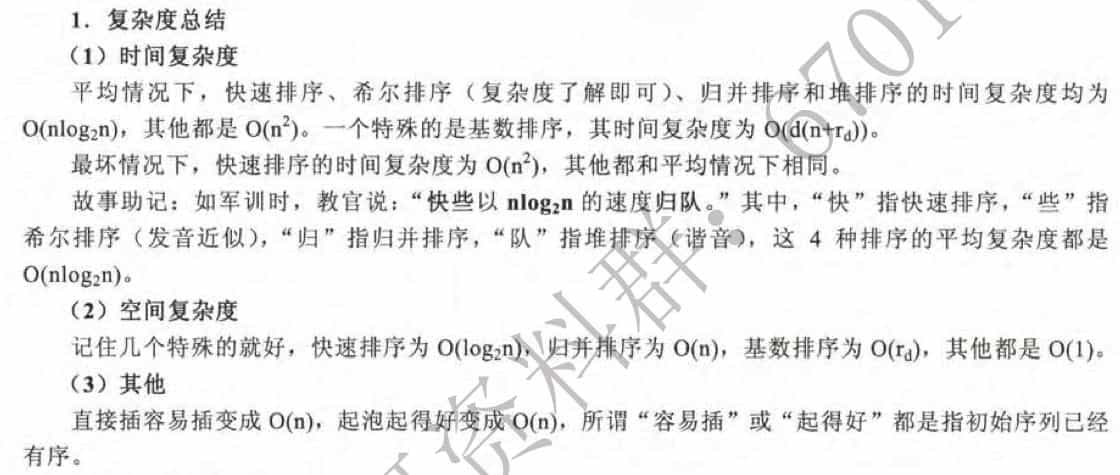 1. 复杂度总结
（1）时间复杂度
平均情况下，快速排序、希尔排序（复杂度了解即可）、归并排序和堆排序的时间复杂度均为
O(nlog₂n)，其他都是 O(n²)。一个特殊的是基数排序，其时间复杂度为 O(d(n+r_d))。
最坏情况下，快速排序的时间复杂度为 O(n²)，其他都和平均情况下相同。
故事助记：如军训时，教官说：“快些以 nlog₂n 的速度归队。”其中，“快”指快速排序，“些”指
希尔排序（发音近似），“归”指归并排序，“队”指堆排序（谐音），这 4 种排序的平均复杂度都是
O(nlog₂n)。
（2）空间复杂度
记住几个特殊的就好，快速排序为 O(log₂n)，归并排序为 O(n)，基数排序为 O(r_d)，其他都是 O(1)。
（3）其他
直接插容易插变成 O(n)，起泡起得好变成 O(n)，所谓“容易插”或“起得好”都是指初始序列已经
有序。
资料群：6701